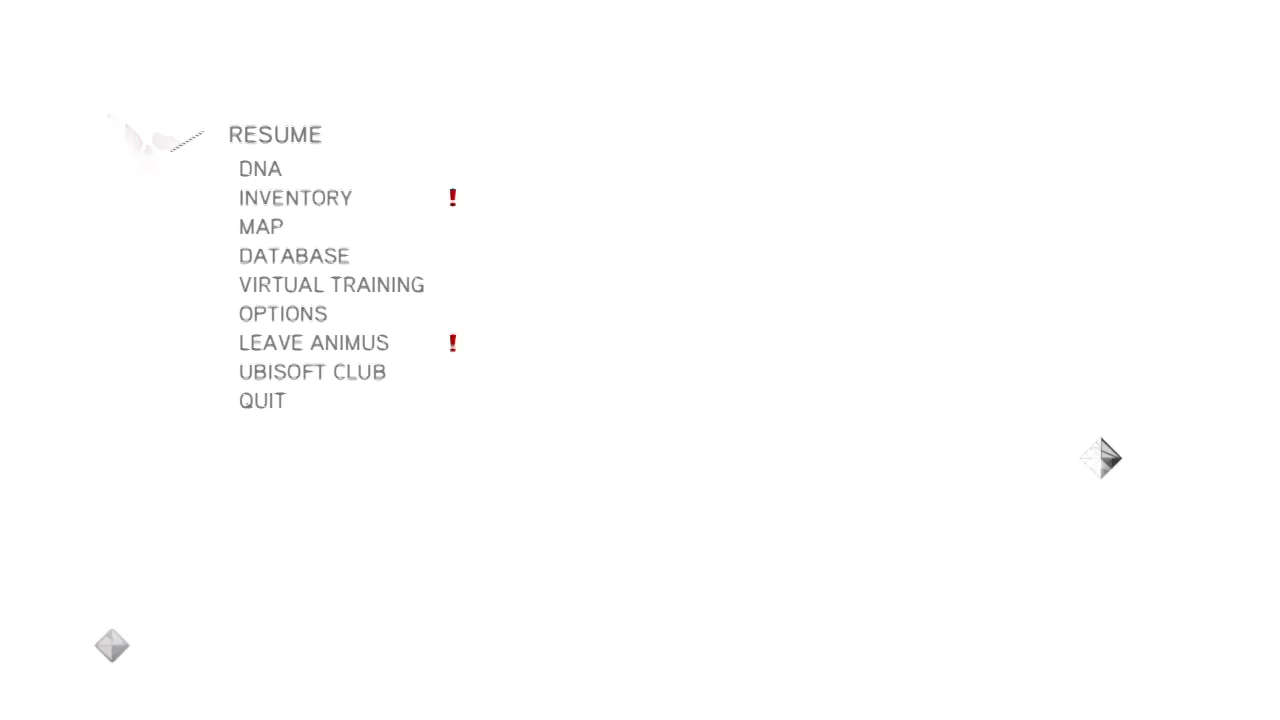 RESUME
DNA
INVENTORY !
MAP
DATABASE
VIRTUAL TRAINING
OPTIONS
LEAVE ANIMUS !
UBISOFT CLUB
QUIT